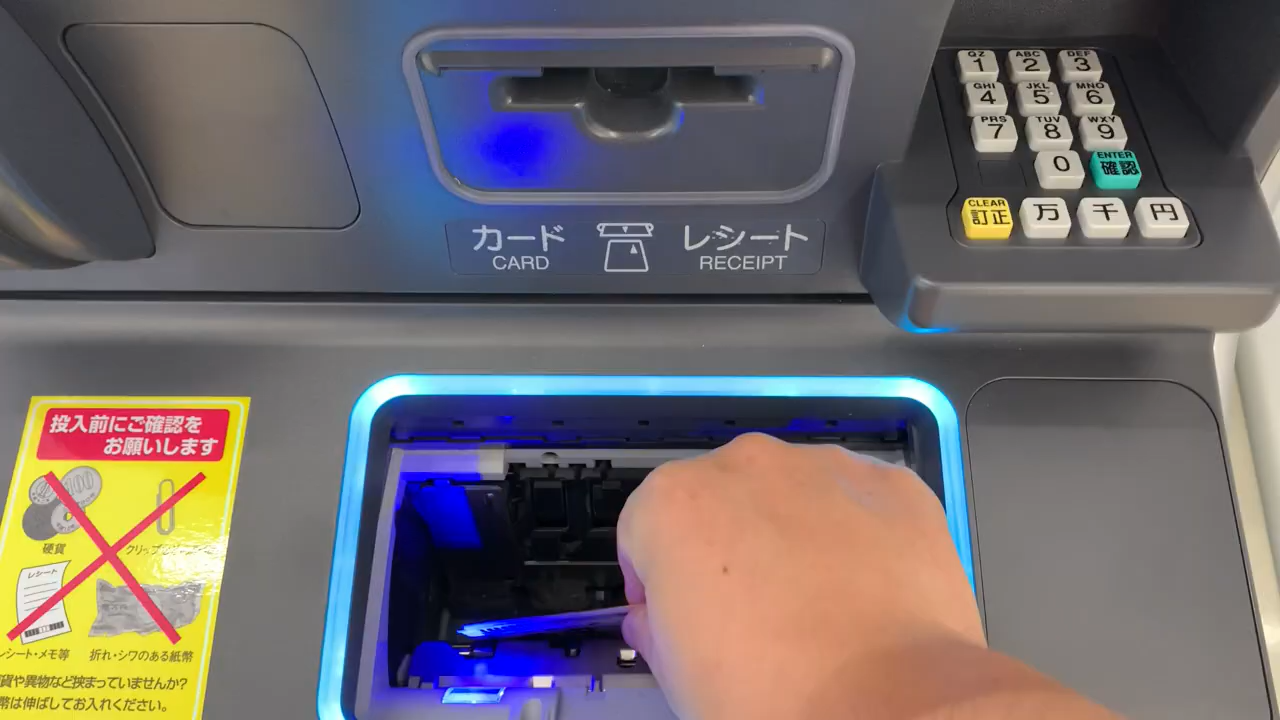 QZ ABC DEF
1 2 3
GHI JKL MNO
4 5 6
PRS TUV WXY
7 8 9
0 ENTER 確認
CLEAR 訂正 万 千 円
カード レシート
CARD RECEIPT
投入前にご確認を
お願いします
100
硬貨
レシート
シート・メモ等 折れ・シワのある紙幣
貨や異物など挟まっていませんか?
幣は伸ばしてお入れください。